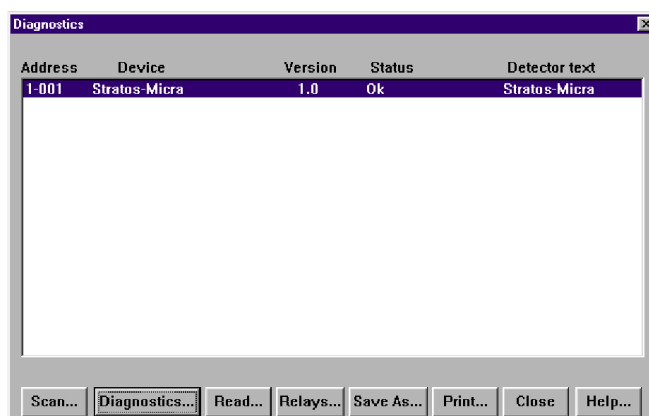 Diagnostics
Address Device Version Status Detector text
1-001 Stratos-Micra 1.0 Ok Stratos-Micra
Scan... Diagnostics... Read... Relays... Save As... Print... Close Help...